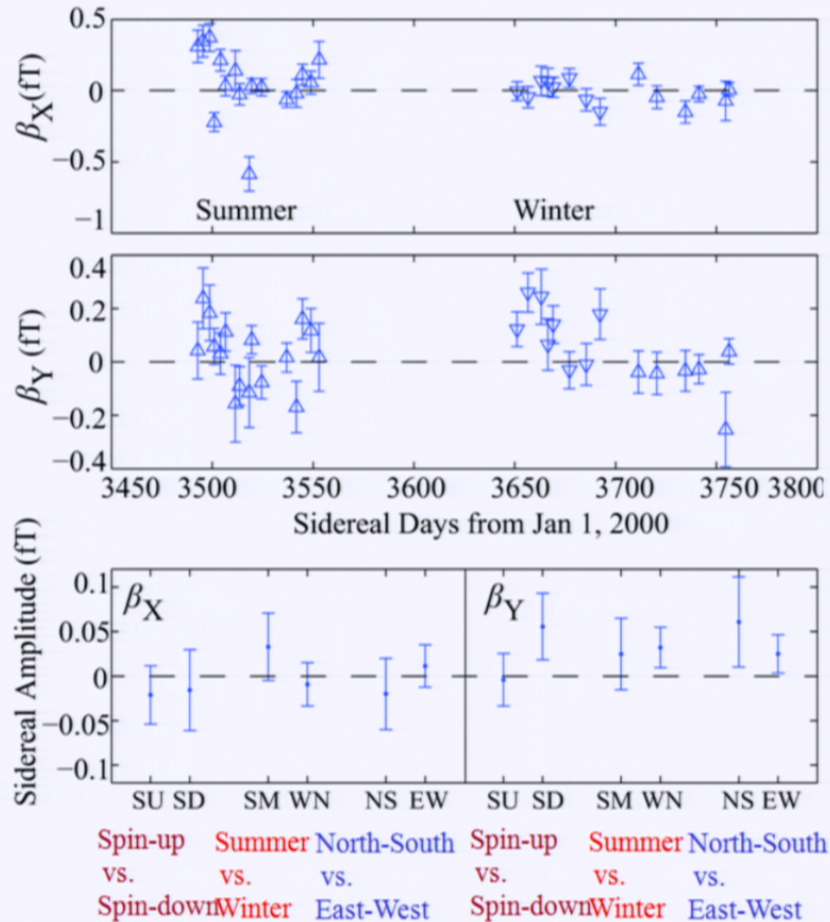 β_X(fT)
0.5
0
−0.5
−1
Summer Winter
β_Y (fT)
0.4
0.2
0
−0.2
−0.4
3450 3500 3550 3600 3650 3700 3750 3800
Sidereal Days from Jan 1, 2000
Sidereal Amplitude (fT)
0.1
0.05
0
−0.05
−0.1
β_X β_Y
SU SD SM WN NS EW SU SD SM WN NS EW
Spin-up Summer North-South Spin-up Summer North-South
vs. vs. vs. vs. vs. vs.
Spin-down Winter East-West Spin-down Winter East-West